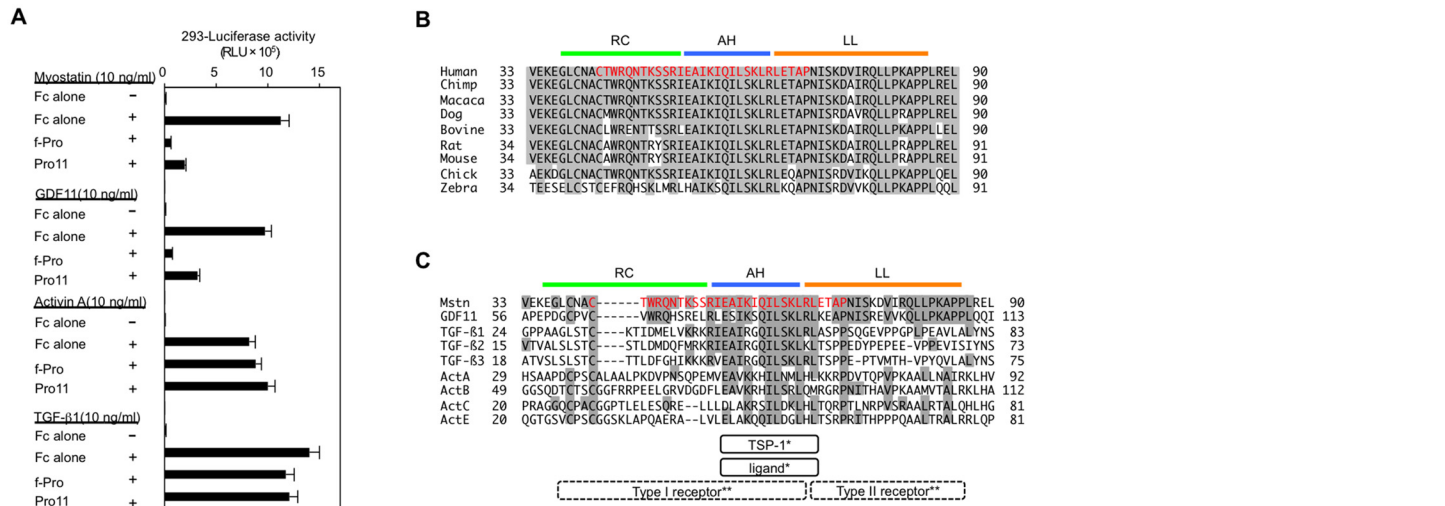 A
293-Luciferase activity
(RLU × 10⁵)
0 5 10 15
Myostatin (10 ng/ml)
Fc alone −
Fc alone +
f-Pro +
Pro11 +
GDF11(10 ng/ml)
Fc alone −
Fc alone +
f-Pro +
Pro11 +
Activin A(10 ng/ml)
Fc alone −
Fc alone +
f-Pro +
Pro11 +
TGF-ß1(10 ng/ml)
Fc alone −
Fc alone +
f-Pro +
Pro11 +
B
RC AH LL
Human 33 VEKEGLCNACTWRQNTKSSRIEAIKIQILSKLRLETAPNISKDVIRQLLPKAPPLREL 90
Chimp 33 VEKEGLCNACTWRQNTKSSRIEAIKIQILSKLRLETAPNISKDAIRQLLPKAPPLREL 90
Macaca 33 VEKEGLCNACTWRQNTKSSRIEAIKIQILSKLRLETAPNISKDAIRQLLPKAPPLREL 90
Dog 33 VEKEGLCNACMWRQNTKSSRIEAIKIQILSKLRLETAPNISRDAVRQLLPRAPPLREL 90
Bovine 33 VEKEGLCNACLWRENTTSSRLEAIKIQILSKLRLETAPNISKDAIRQLLPKAPPLLEL 90
Rat 34 VEKEGLCNACAWRQNTRYSRIEAIKIQILSKLRLETAPNISKDAIRQLLPRAPPLREL 91
Mouse 34 VEKEGLCNACAWRQNTRYSRIEAIKIQILSKLRLETAPNISKDAIRQLLPRAPPLREL 91
Chick 33 AEKDGLCNACTWRQNTKSSRIEAIKIQILSKLRLEQAPNISRDVIKQLLPKAPPLQEL 90
Zebra 34 TEESELCSTCEFRQHSKLMRLHAIKSQILSKLRLKQAPNISRDVVKQLLPKAPPLQQL 91
C
RC AH LL
Mstn 33 VEKEGLCNAC------TWRQNTKSSRIEAIKIQILSKLRLETAPNISKDVIRQLLPKAPPLREL 90
GDF11 56 APEPDGCPVC------VWRQHSRELRLESIKSQILSKLRLKEAPNISREVVKQLLPKAPPLQQI 113
TGF-ß1 24 GPPAAGLSTC----KTIDMELVKRKRIEAIRGQILSKLRLASPPSQGEVPPGPLPEAVLALYNS 83
TGF-ß2 15 VTVALSLSTC----STLDMDQFMRKRIEAIRGQILSKLKLTSPPEDYPEPEE-VPPEVISIYNS 73
TGF-ß3 18 ATVSLSLSTC----TTLDFGHIKKKRVEAIRGQILSKLRLTSPPE-PTVMTH-VPYQVLALYNS 75
ActA 29 HSAAPDCPSCALAALPKDVPNSQPEMVEAVKKHILNMLHLKKRPDVTQPVPKAALLNAIRKLHV 92
ActB 49 GGSQDTCTSCGGFRRPEELGRVDGDFLEAVKRHILSRLQMRGRPNITHAVPKAAMVTALRKLHA 112
ActC 20 PRAGGQCPACGGPTLELESQRE--LLLDLAKRSILDKLHLTQRPTLNRPVSRAALRTALQHLHG 81
ActE 20 QGTGSVCPSCGGSKLAPQAERA--LVLELAKQQILDGLHLTSRPRITHPPPQAALTRALRRLQP 81
TSP-1*
ligand*
Type I receptor** Type II receptor**